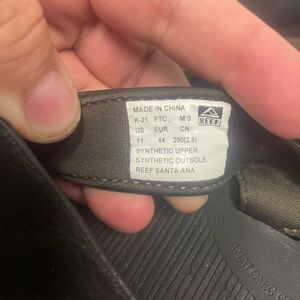 MADE IN CHINA
K-21 FTC M'S
US EUR CN
11 44 290(2.5)
SYNTHETIC UPPER
SYNTHETIC OUTSOLE
REEF SANTA ANA
REEF